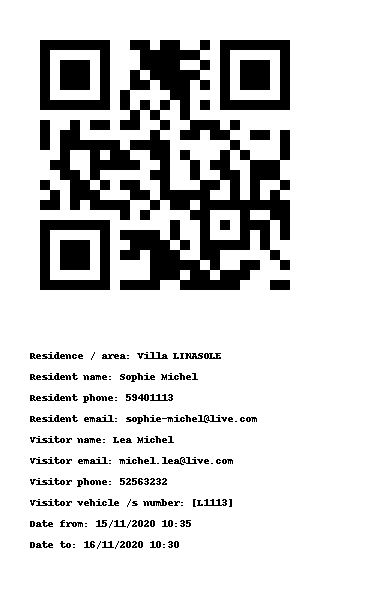 Residence / area: Villa LINASOLE
Resident name: Sophie Michel
Resident phone: 59401113
Resident email: sophie-michel@live.com
Visitor name: Lea Michel
Visitor email: michel.lea@live.com
Visitor phone: 52563232
Visitor vehicle /s number: [L1113]
Date from: 15/11/2020 10:35
Date to: 16/11/2020 10:30